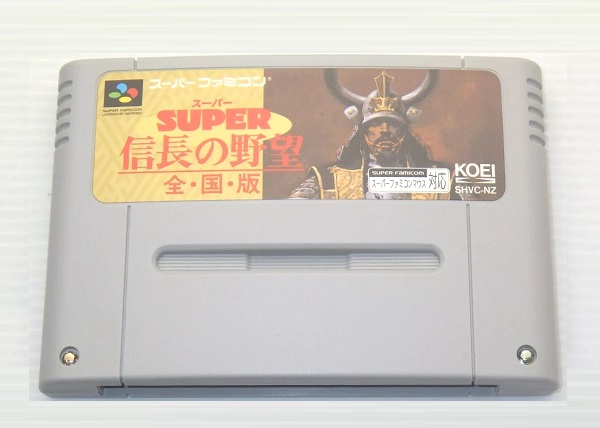 スーパーファミコン
SUPER FAMICOM
スーパー
SUPER
信長の野望
全・国・版
SUPER FAMICOM
スーパーファミコンマウス 対応
KOEI
SHVC-NZ